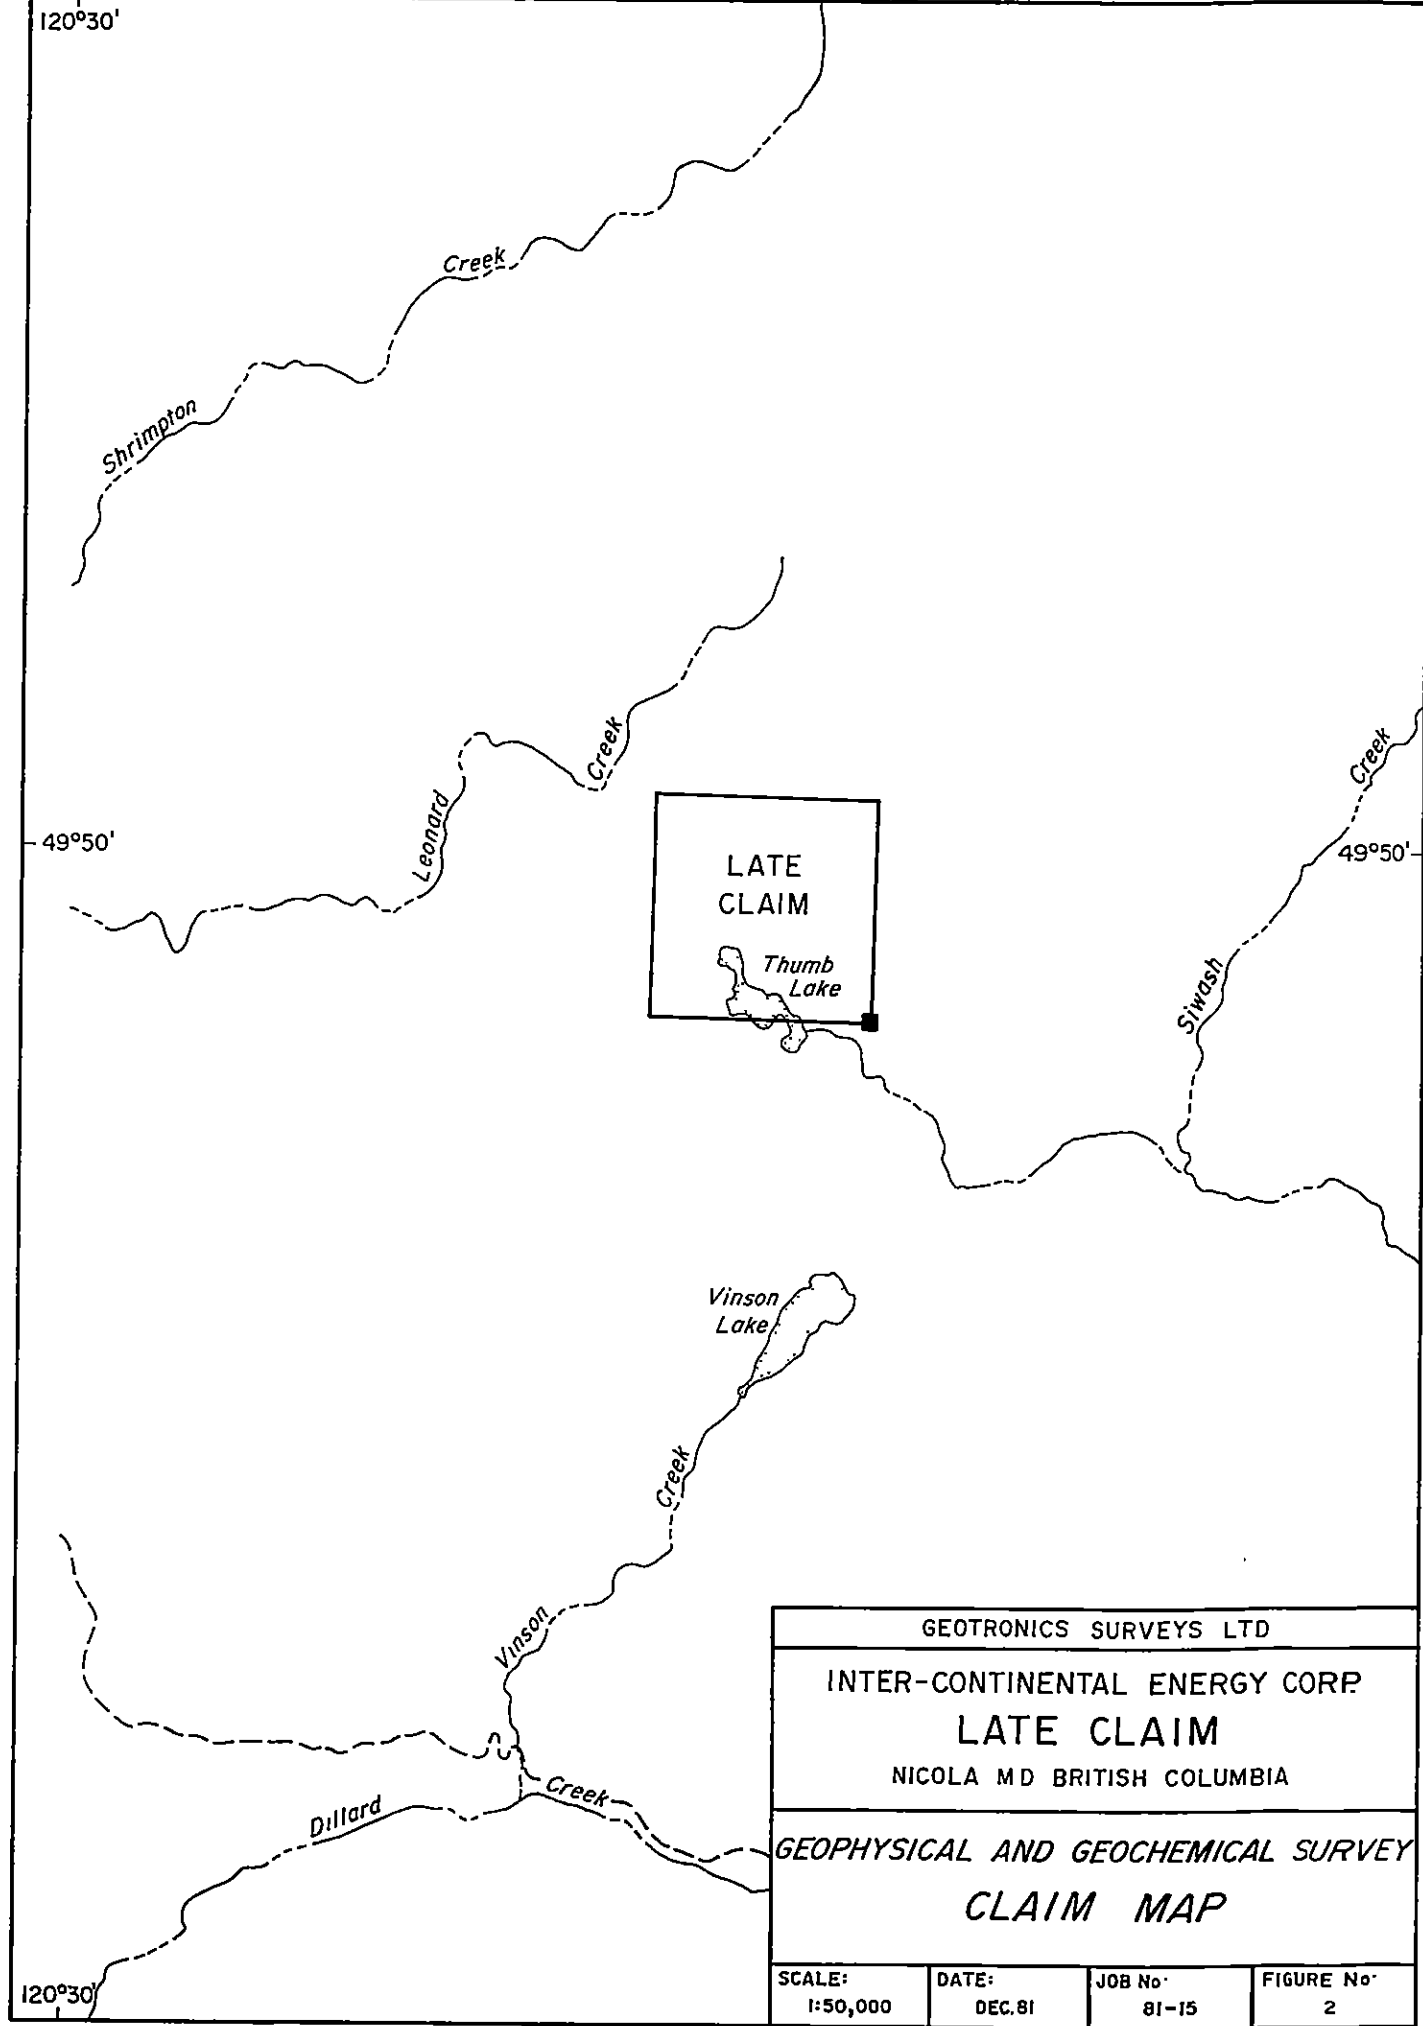 120°30'
Creek
Shrimpton
Creek
Leonard
Creek
49°50'
49°50'
LATE
CLAIM
Thumb
Lake
Siwash
Vinson
Lake
Creek
Vinson
Creek
Dillard
120°30'
GEOTRONICS SURVEYS LTD
INTER-CONTINENTAL ENERGY CORP.
LATE CLAIM
NICOLA M D BRITISH COLUMBIA
GEOPHYSICAL AND GEOCHEMICAL SURVEY
CLAIM MAP
SCALE: DATE: JOB No. FIGURE No.
1:50,000 DEC.81 81-15 2